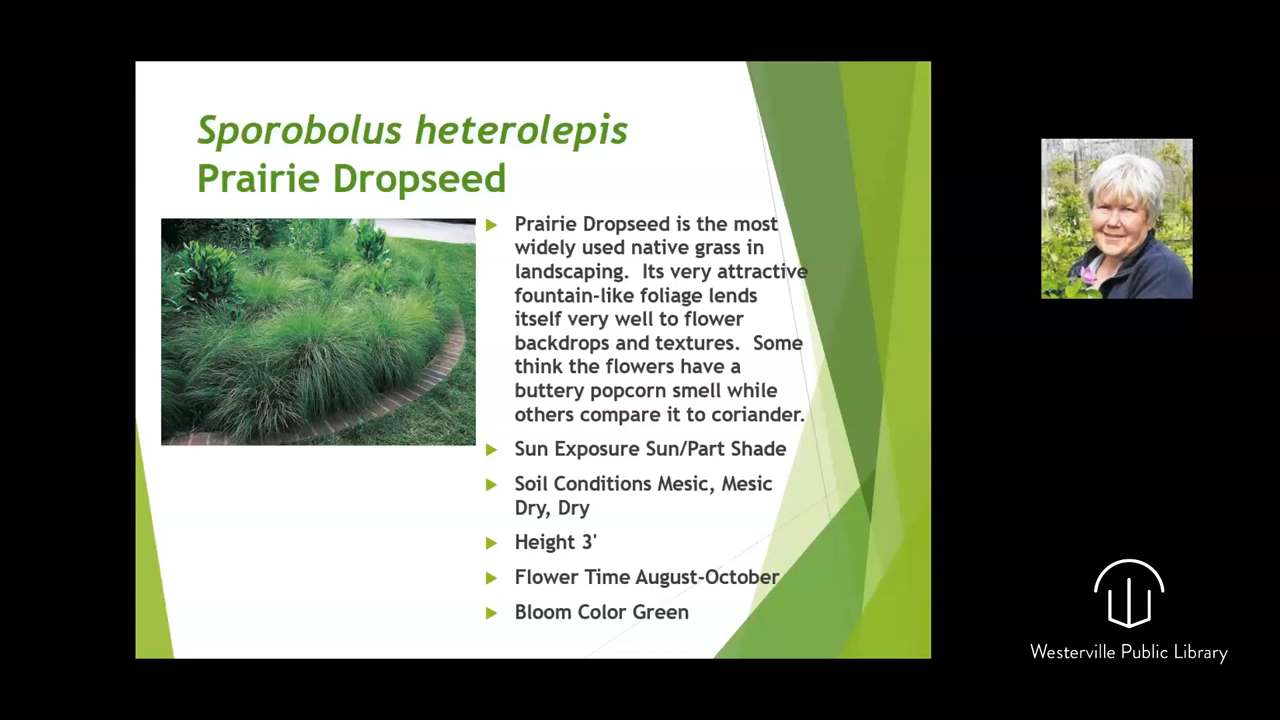 Sporobolus heterolepis
Prairie Dropseed
Prairie Dropseed is the most
widely used native grass in
landscaping. Its very attractive
fountain-like foliage lends
itself very well to flower
backdrops and textures. Some
think the flowers have a
buttery popcorn smell while
others compare it to coriander.
Sun Exposure Sun/Part Shade
Soil Conditions Mesic, Mesic
Dry, Dry
Height 3'
Flower Time August-October
Bloom Color Green
Westerville Public Library